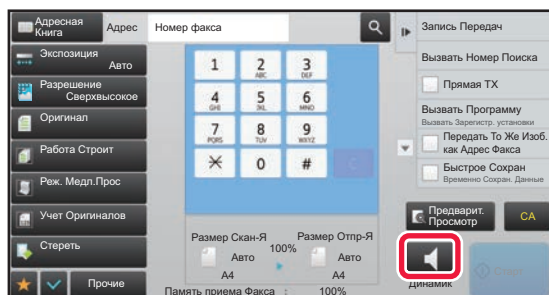 Адресная
Книга
Адрес
Номер факса
Экспозиция
Авто
Разрешение
Сверхвысокое
Оригинал
Работа Строит
Реж. Медл.Прос
Учет Оригиналов
Стереть
Прочие
1
2
ABC
3
DEF
4
GHI
5
JKL
6
MNO
7
PQRS
8
TUV
9
WXYZ
0
#
C
Размер Скан-Я
100%
Размер Отпр-Я
Авто
A4
Авто
A4
Память приема Факса : 100%
Запись Передач
Вызвать Номер Поиска
Прямая TX
Вызвать Программу
Вызвать Зарегистр. установки
Передать То Же Изоб.
как Адрес Факса
Быстрое Сохран
Временно Сохран. Данные
Предварит.
Просмотр
CA
Динамик
Старт